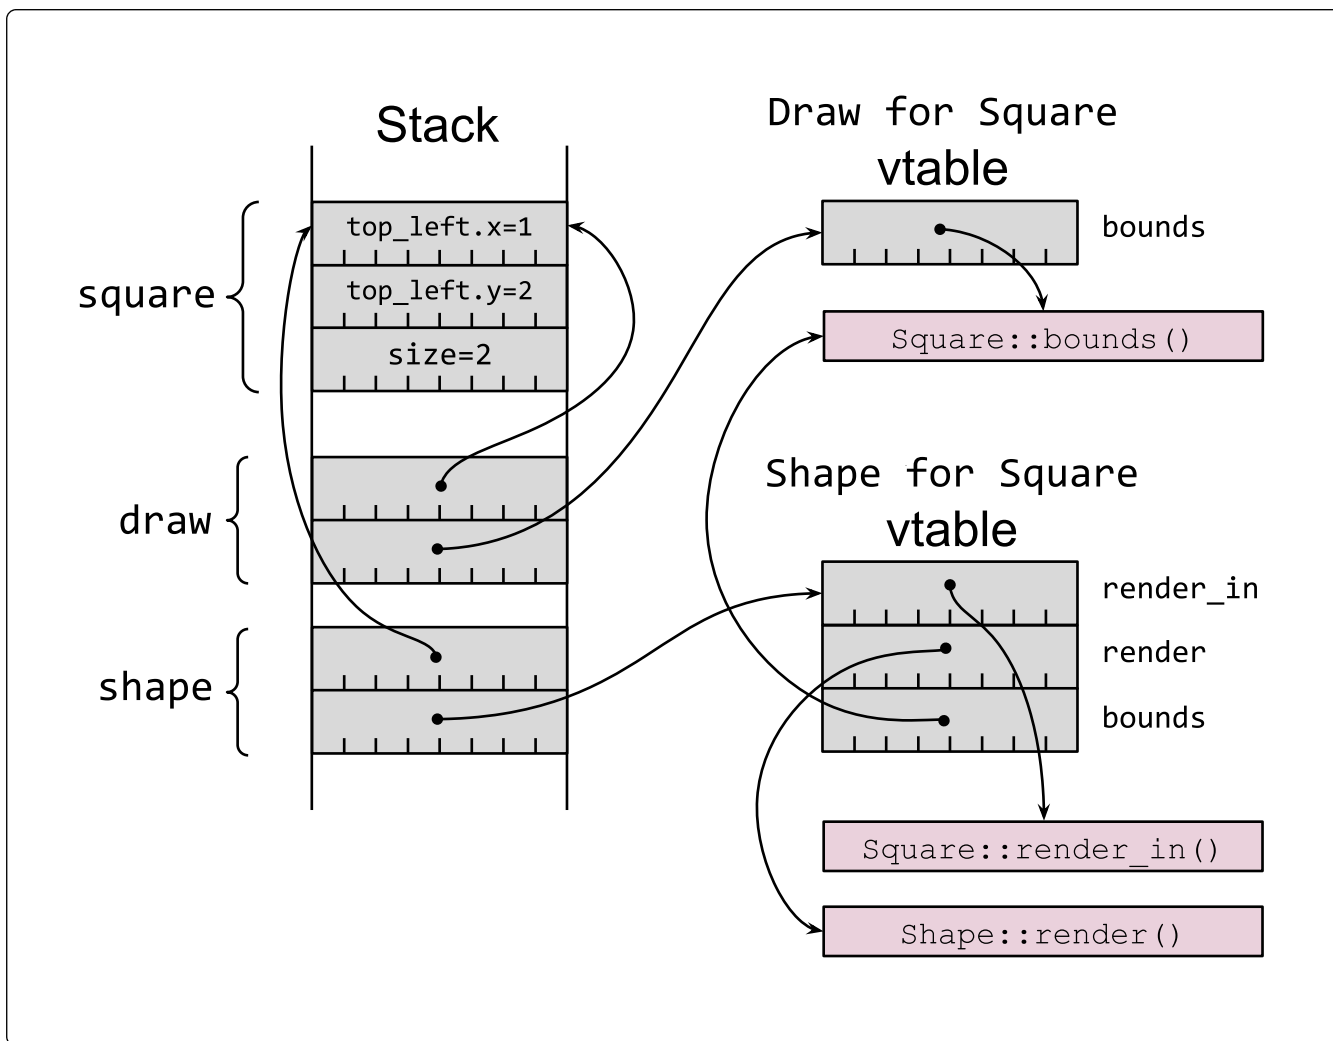 Stack
top_left.x=1
top_left.y=2
size=2
square
draw
shape
Draw for Square
vtable
bounds
Square::bounds()
Shape for Square
vtable
render_in
render
bounds
Square::render_in()
Shape::render()